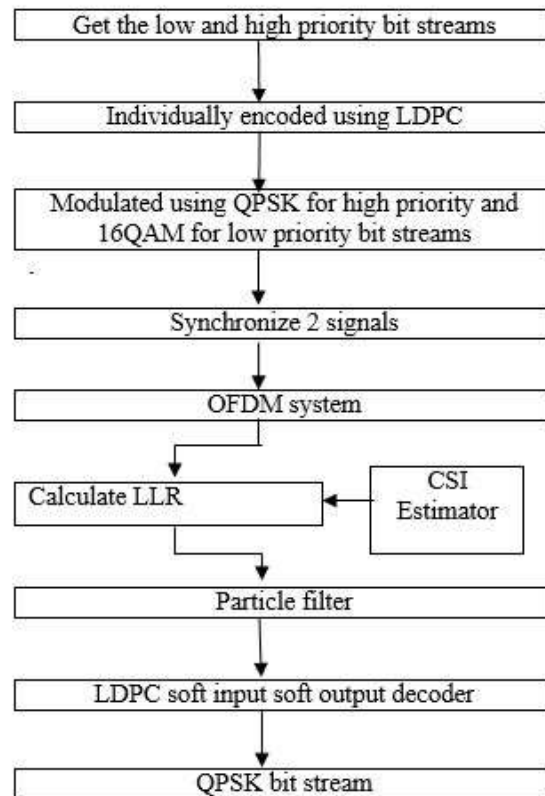 Get the low and high priority bit streams
Individually encoded using LDPC
Modulated using QPSK for high priority and
16QAM for low priority bit streams
.
Synchronize 2 signals
OFDM system
Calculate LLR
CSI
Estimator
Particle filter
LDPC soft input soft output decoder
QPSK bit stream